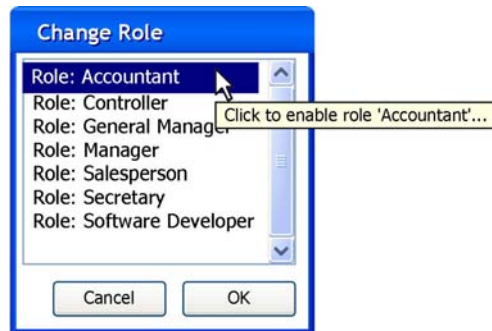 Change Role
Role: Accountant
Role: Controller
Click to enable role 'Accountant'...
Role: General Manager
Role: Manager
Role: Salesperson
Role: Secretary
Role: Software Developer
Cancel OK